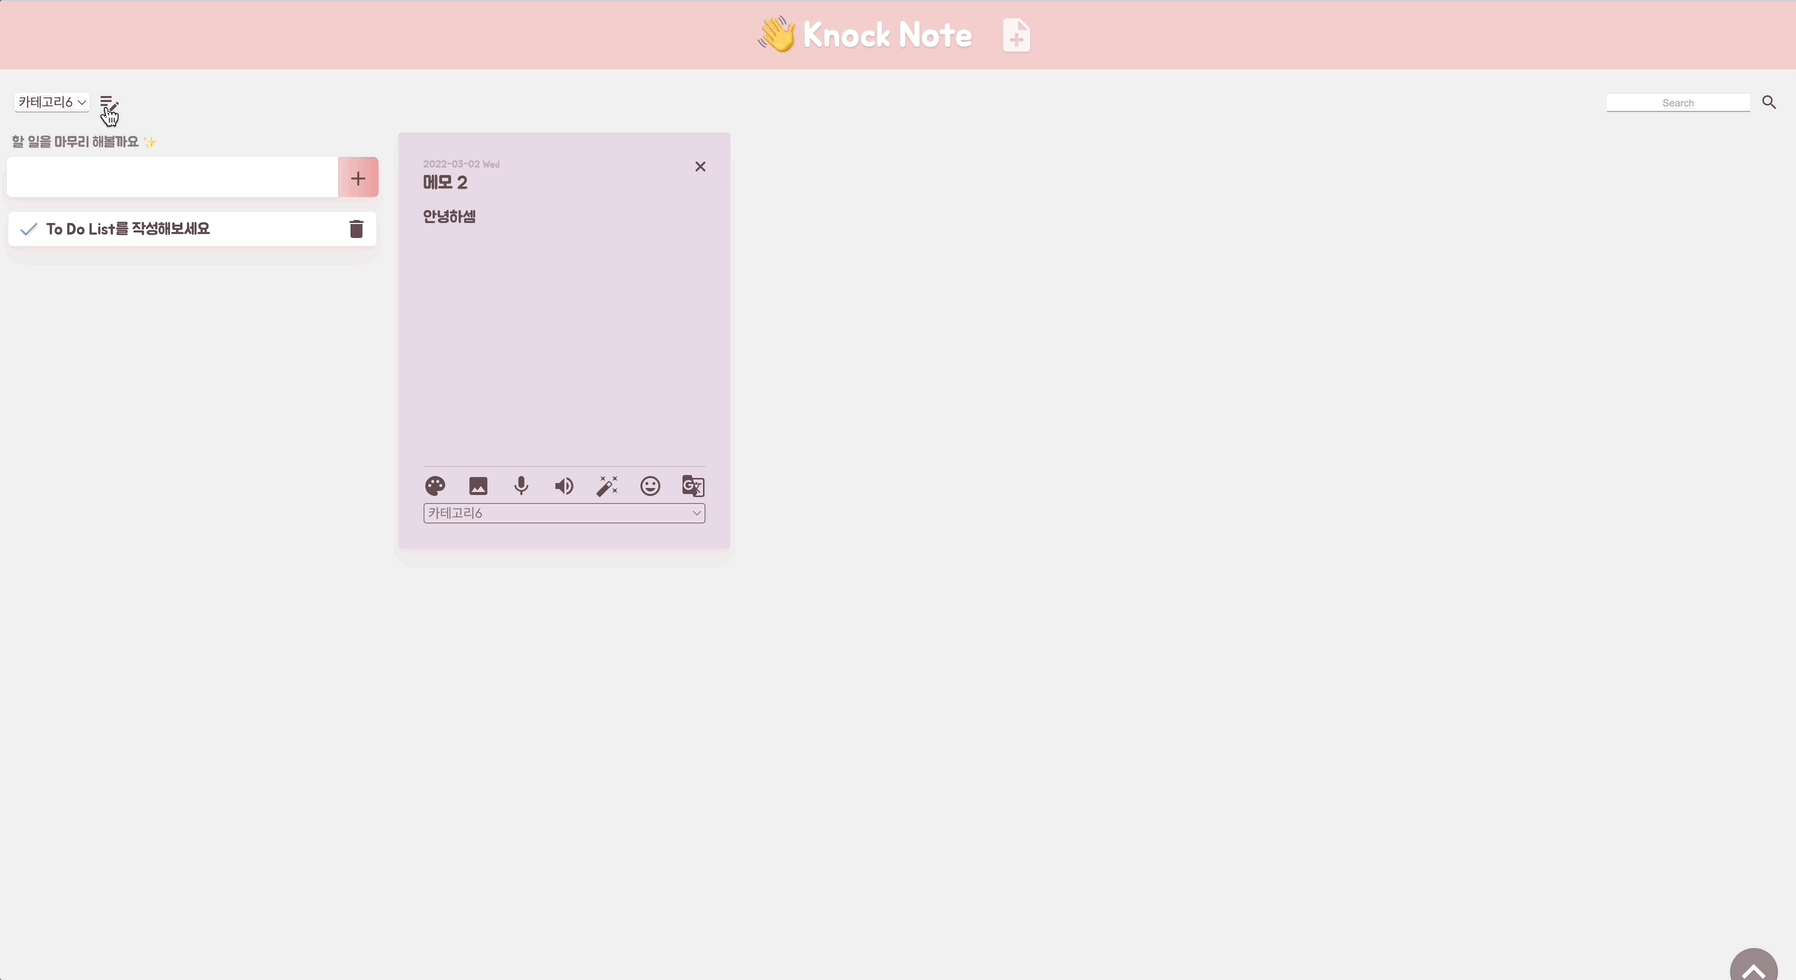 Knock Note
카테고리6
Search
할 일을 마무리 해볼까요 ✨
To Do List를 작성해보세요
2022-03-02 Wed
메모 2
안녕하셈
카테고리6